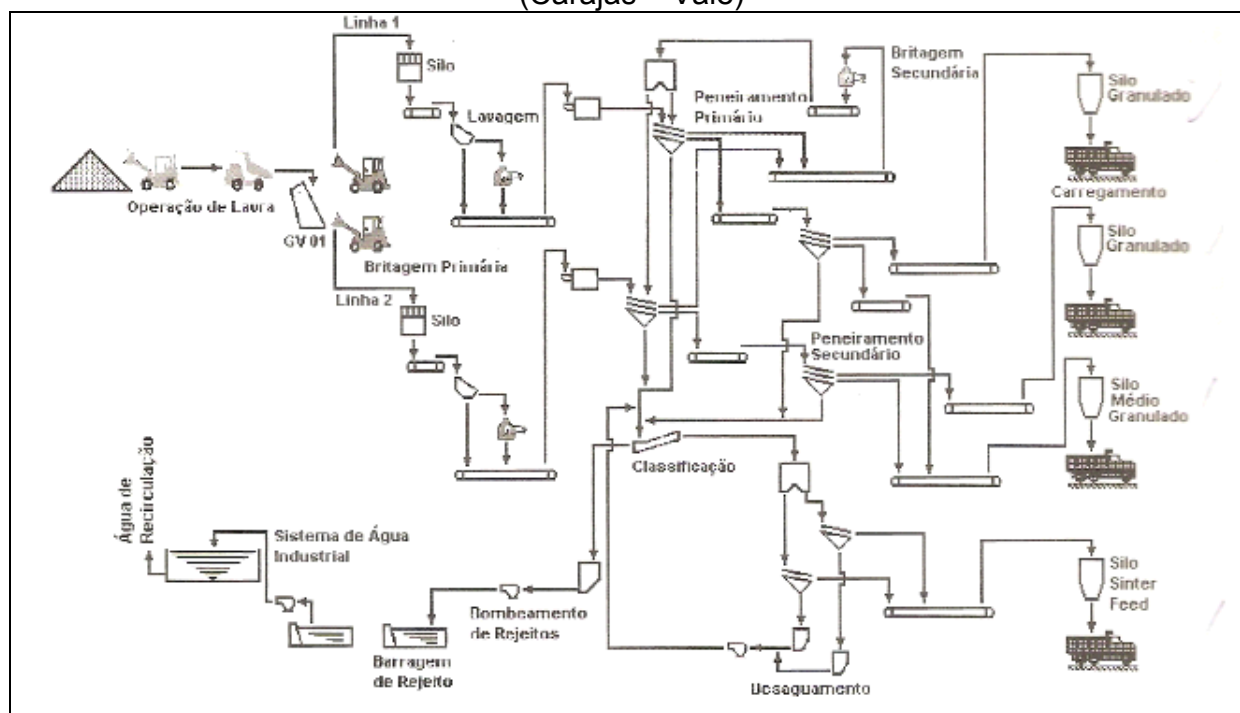 (Carajás – Vale)
Linha 1
Silo
Lavagem
Peneiramento
Primário
Britagem
Secundária
Silo
Granulado
Carregamento
Operação de Lavra
GV 01
Britagem Primária
Linha 2
Silo
Silo
Granulado
Peneiramento
Secundário
Silo
Médio
Granulado
Classificação
Água de
Recirculação
Sistema de Água
Industrial
Bombeamento
de Rejeitos
Barragem
de Rejeito
Desaguamento
Silo
Sinter
Feed